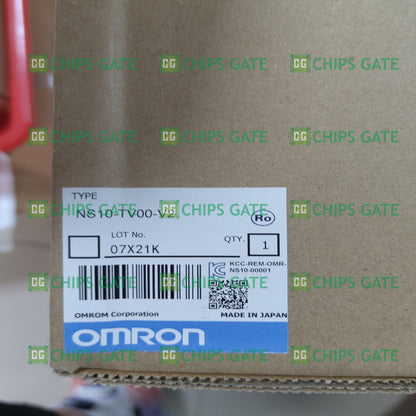 CHIPS GATE CHIPS GATE CHIPS GATE
CHIPS GATE CHIPS GATE CHIPS GATE
TYPE
NS10-TV00-V
CHIPS GATE CHIPS GATE CHIPS GATE
Ro
LOT No.
07X21K
QTY.
1
KCC-REM-OMR-
NS10-00001
CHIPS GATE CHIPS GATE CHIPS GATE
OMROM Corporation
MADE IN JAPAN
OMRON
CHIPS GATE CHIPS GATE CHIPS GATE